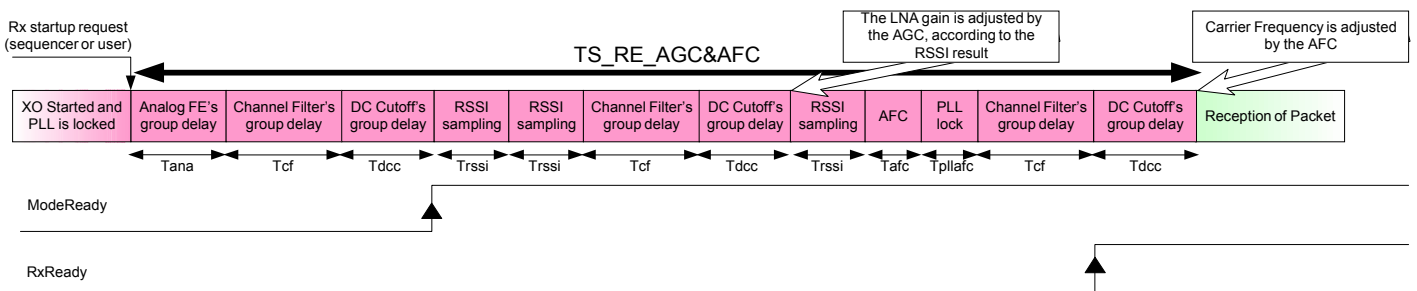 Rx startup request
(sequencer or user)
TS_RE_AGC&AFC
The LNA gain is adjusted by
the AGC, according to the
RSSI result
Carrier Frequency is adjusted
by the AFC
XO Started and
PLL is locked
Analog FE's
group delay
Channel Filter's
group delay
DC Cutoff's
group delay
RSSI
sampling
RSSI
sampling
Channel Filter's
group delay
DC Cutoff's
group delay
RSSI
sampling
AFC
PLL
lock
Channel Filter's
group delay
DC Cutoff's
group delay
Reception of Packet
Tana
Tcf
Tdcc
Trssi
Trssi
Tcf
Tdcc
Trssi
Tafc
Tpllafc
Tcf
Tdcc
ModeReady
RxReady